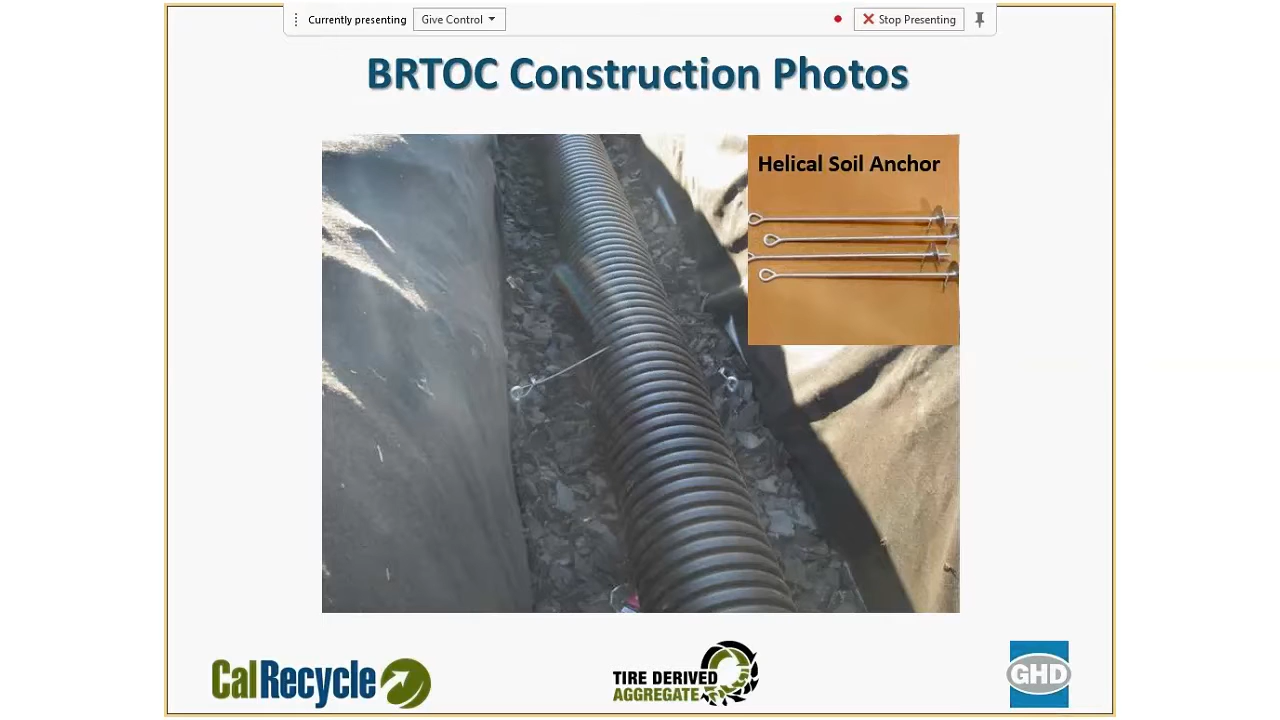 Currently presenting
Give Control
Stop Presenting
BRTOC Construction Photos
Helical Soil Anchor
CalRecycle
TIRE DERIVED
AGGREGATE
GHD